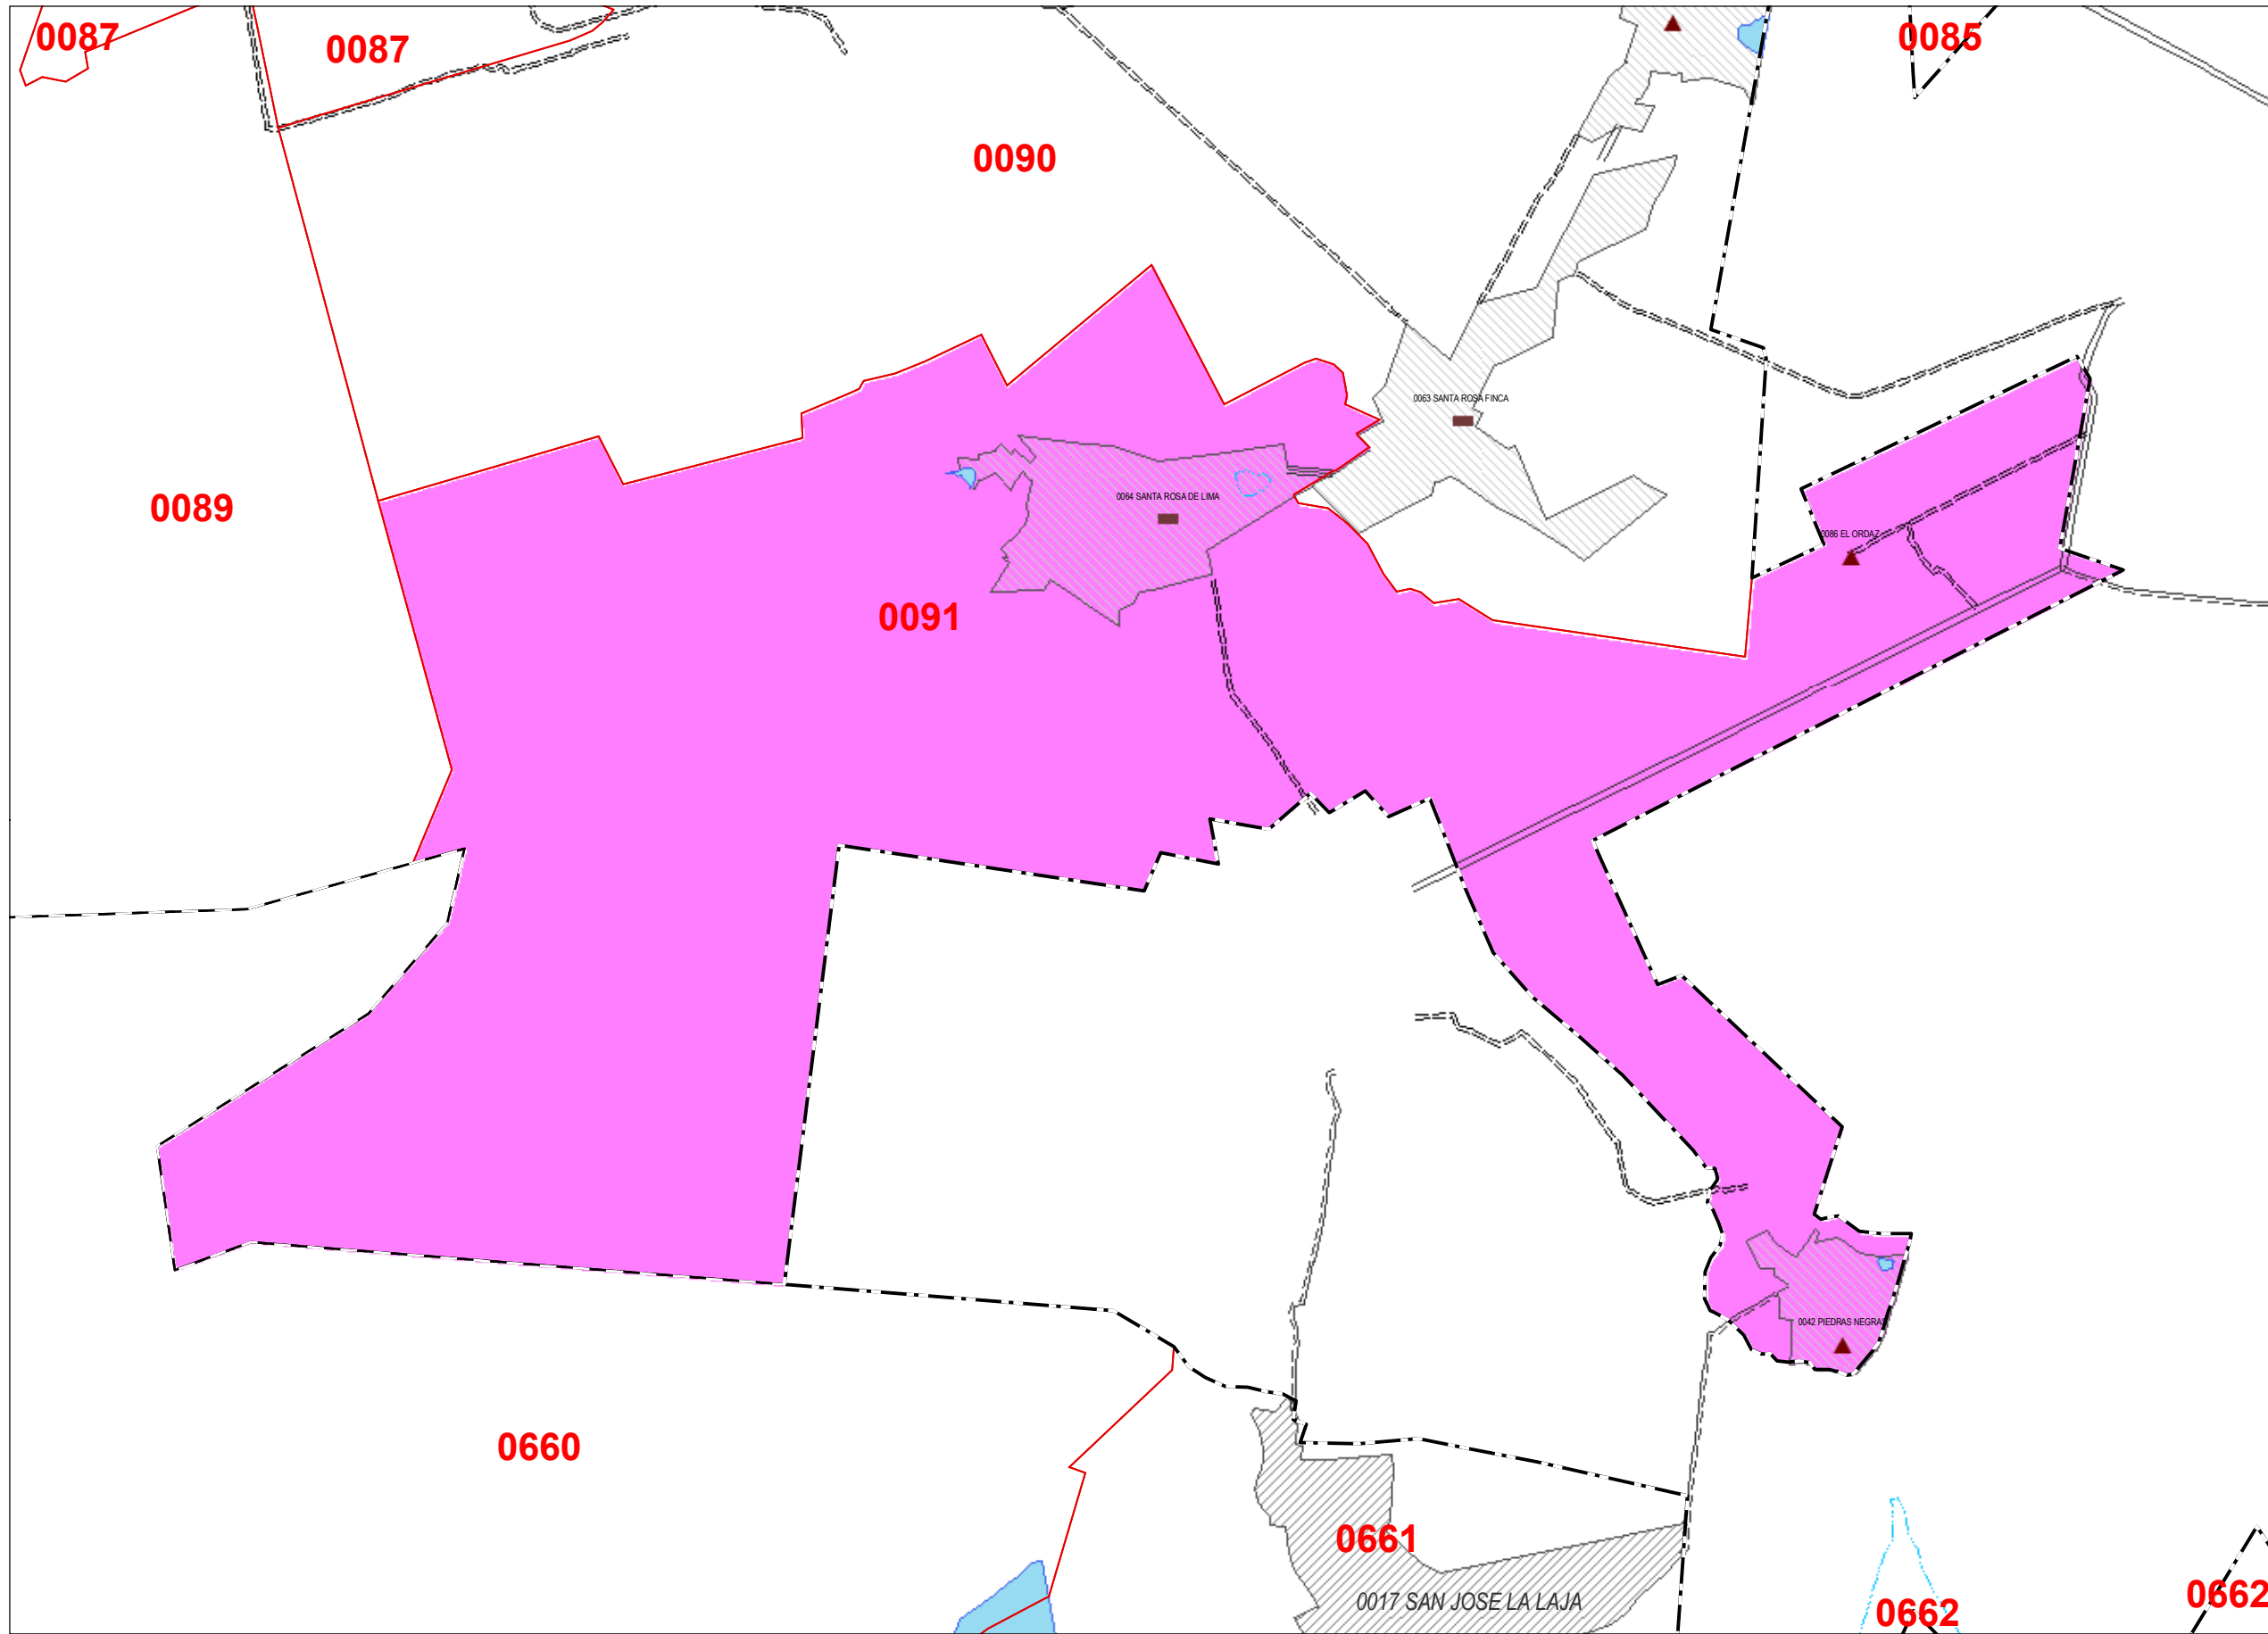 0087
0087
0085
0090
0063 SANTA ROSA FINCA
0064 SANTA ROSA DE LIMA
0089
0086 EL ORDAZ
0091
0042 PIEDRAS NEGRAS
0660
0661
0017 SAN JOSE LA LAJA
0662
0662